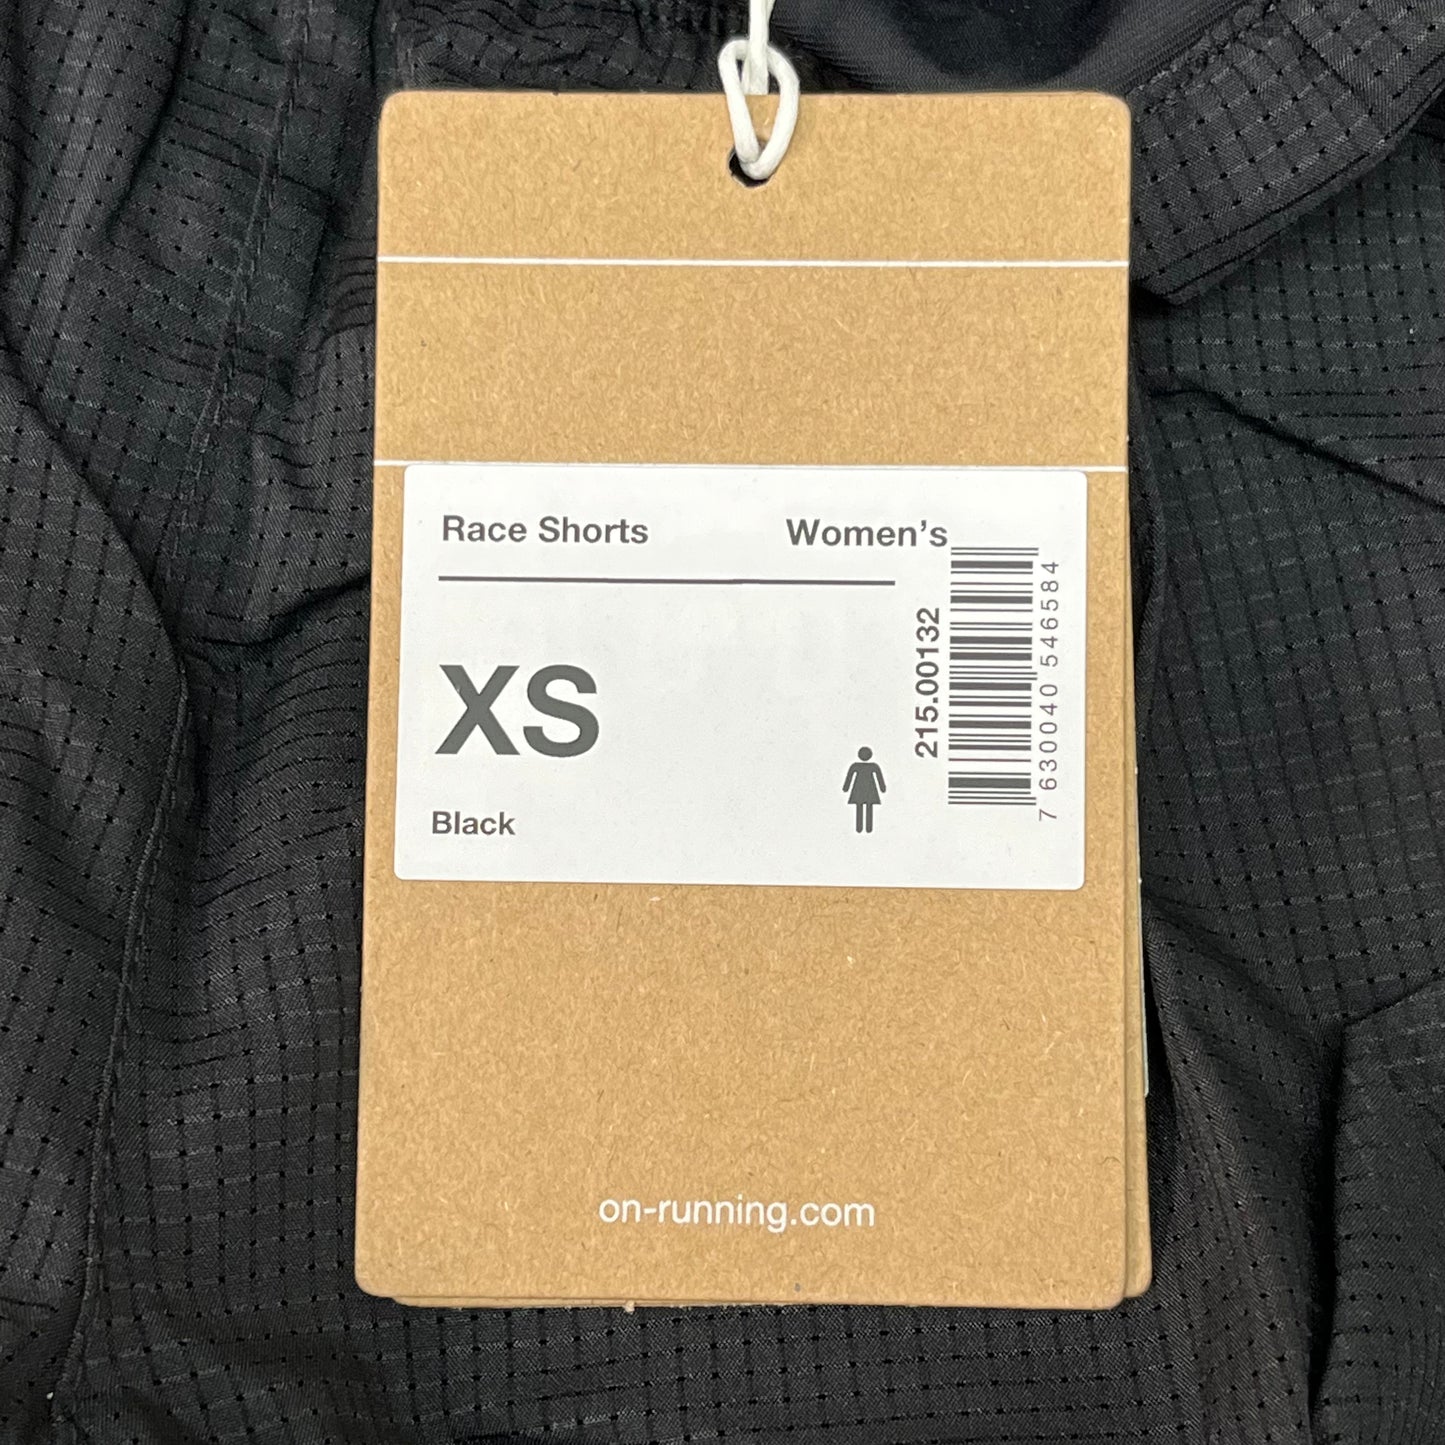 Race Shorts Women’s
XS
Black
215.00132
7 630040 546584
on-running.com